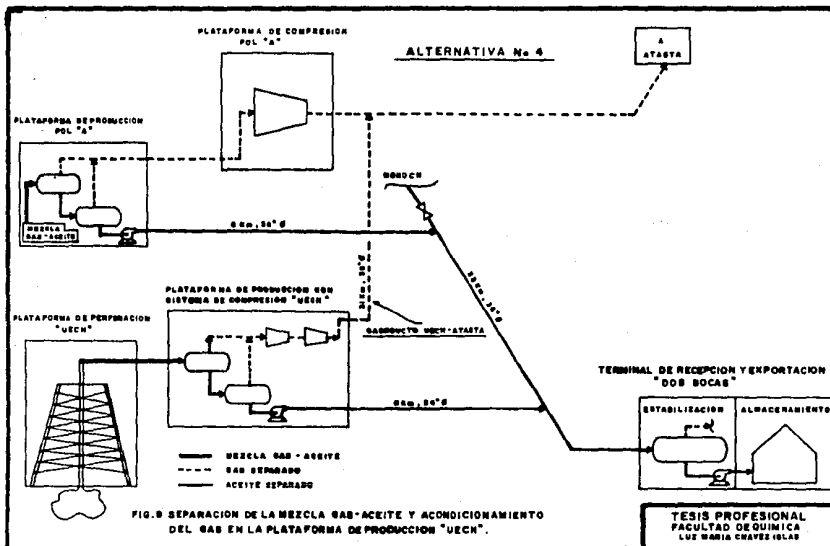 PLATAFORMA DE COMPRESION
POL "A"
ALTERNATIVA No 4
A
ATASTA
PLATAFORMA DE PRODUCCION
POL "A"
MEZCLA
GAS-ACEITE
PLATAFORMA DE PRODUCCION CON
SISTEMA DE COMPRESION "UECH"
GASODUCTO UECH-ATASTA
PLATAFORMA DE PERFORACION
"UECH"
TERMINAL DE RECEPCION Y EXPORTACION
"DOS BOCAS"
ESTABILIZACION
ALMACENAMIENTO
MEZCLA GAS - ACEITE
GAS SEPARADO
ACEITE SEPARADO
FIG.9 SEPARACION DE LA MEZCLA GAS-ACEITE Y ACONDICIONAMIENTO
DEL GAS EN LA PLATAFORMA DE PRODUCCION "UECH".
TESIS PROFESIONAL
FACULTAD DE QUIMICA
LUZ MARIA CHAVEZ ISLAS